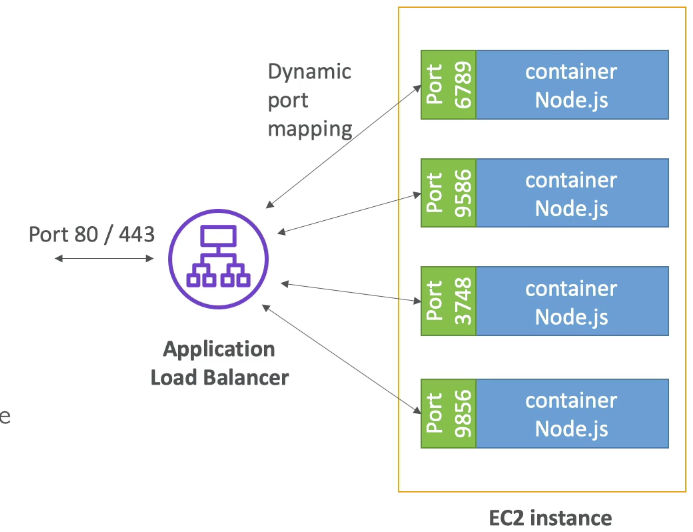 Dynamic
port
mapping
Port 80 / 443
Application
Load Balancer
e
Port
6789
container
Node.js
Port
9586
container
Node.js
Port
3748
container
Node.js
Port
9856
container
Node.js
EC2 instance